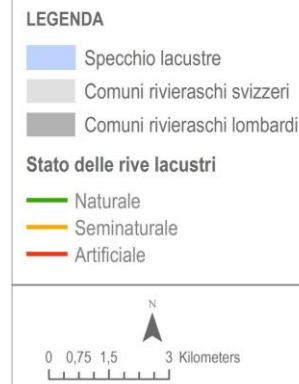 LEGENDA
Specchio lacustre
Comuni rivieraschi svizzeri
Comuni rivieraschi lombardi
Stato delle rive lacustri
Naturale
Seminaturale
Artificiale
N
0 0,75 1,5 3 Kilometers